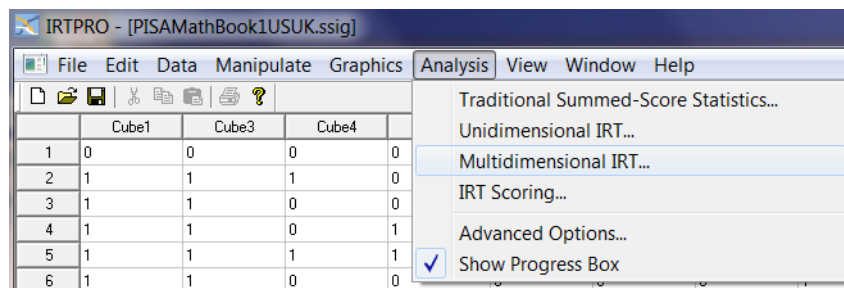 IRTPRO - [PISAMathBook1USUK.ssig]
File Edit Data Manipulate Graphics Analysis View Window Help
Traditional Summed-Score Statistics...
Unidimensional IRT...
Multidimensional IRT...
IRT Scoring...
Advanced Options...
Show Progress Box
Cube1 Cube3 Cube4
1 0 0 0 0
2 1 1 1 0
3 1 1 0 0
4 1 1 0 1
5 1 1 1 1
6 1 1 0 0